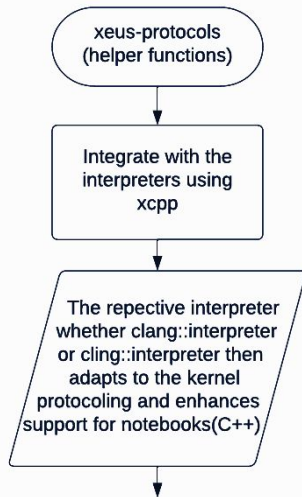 xeus-protocols
(helper functions)
Integrate with the
interpreters using
xcpp
The repective interpreter
whether clang::interpreter
or cling::interpreter then
adapts to the kernel
protocoling and enhances
support for notebooks(C++)